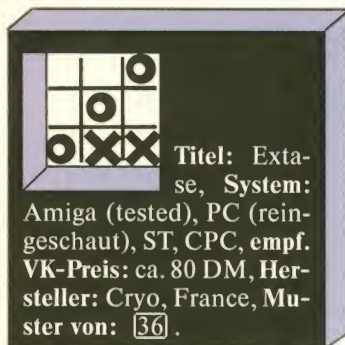 Titel: Exta-
se, System:
Amiga (tested), PC (rein-
geschaut), ST, CPC, empf.
VK-Preis: ca. 80 DM, Her-
steller: Cryo, France, Mu-
ster von: 36 .